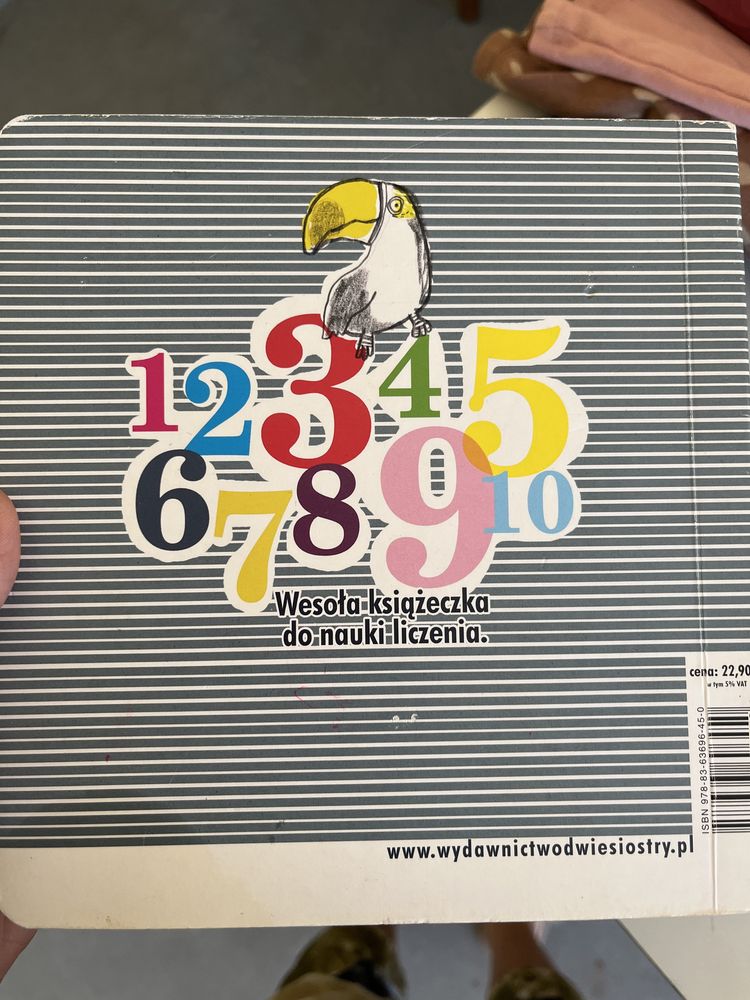 1 2 3 4 5
6 7 8 9 10
Wesoła książeczka
do nauki liczenia.
cena: 22,90
w tym 5% VAT
ISBN 978-83-63696-45-0
www.wydawnictwodwiesiostry.pl